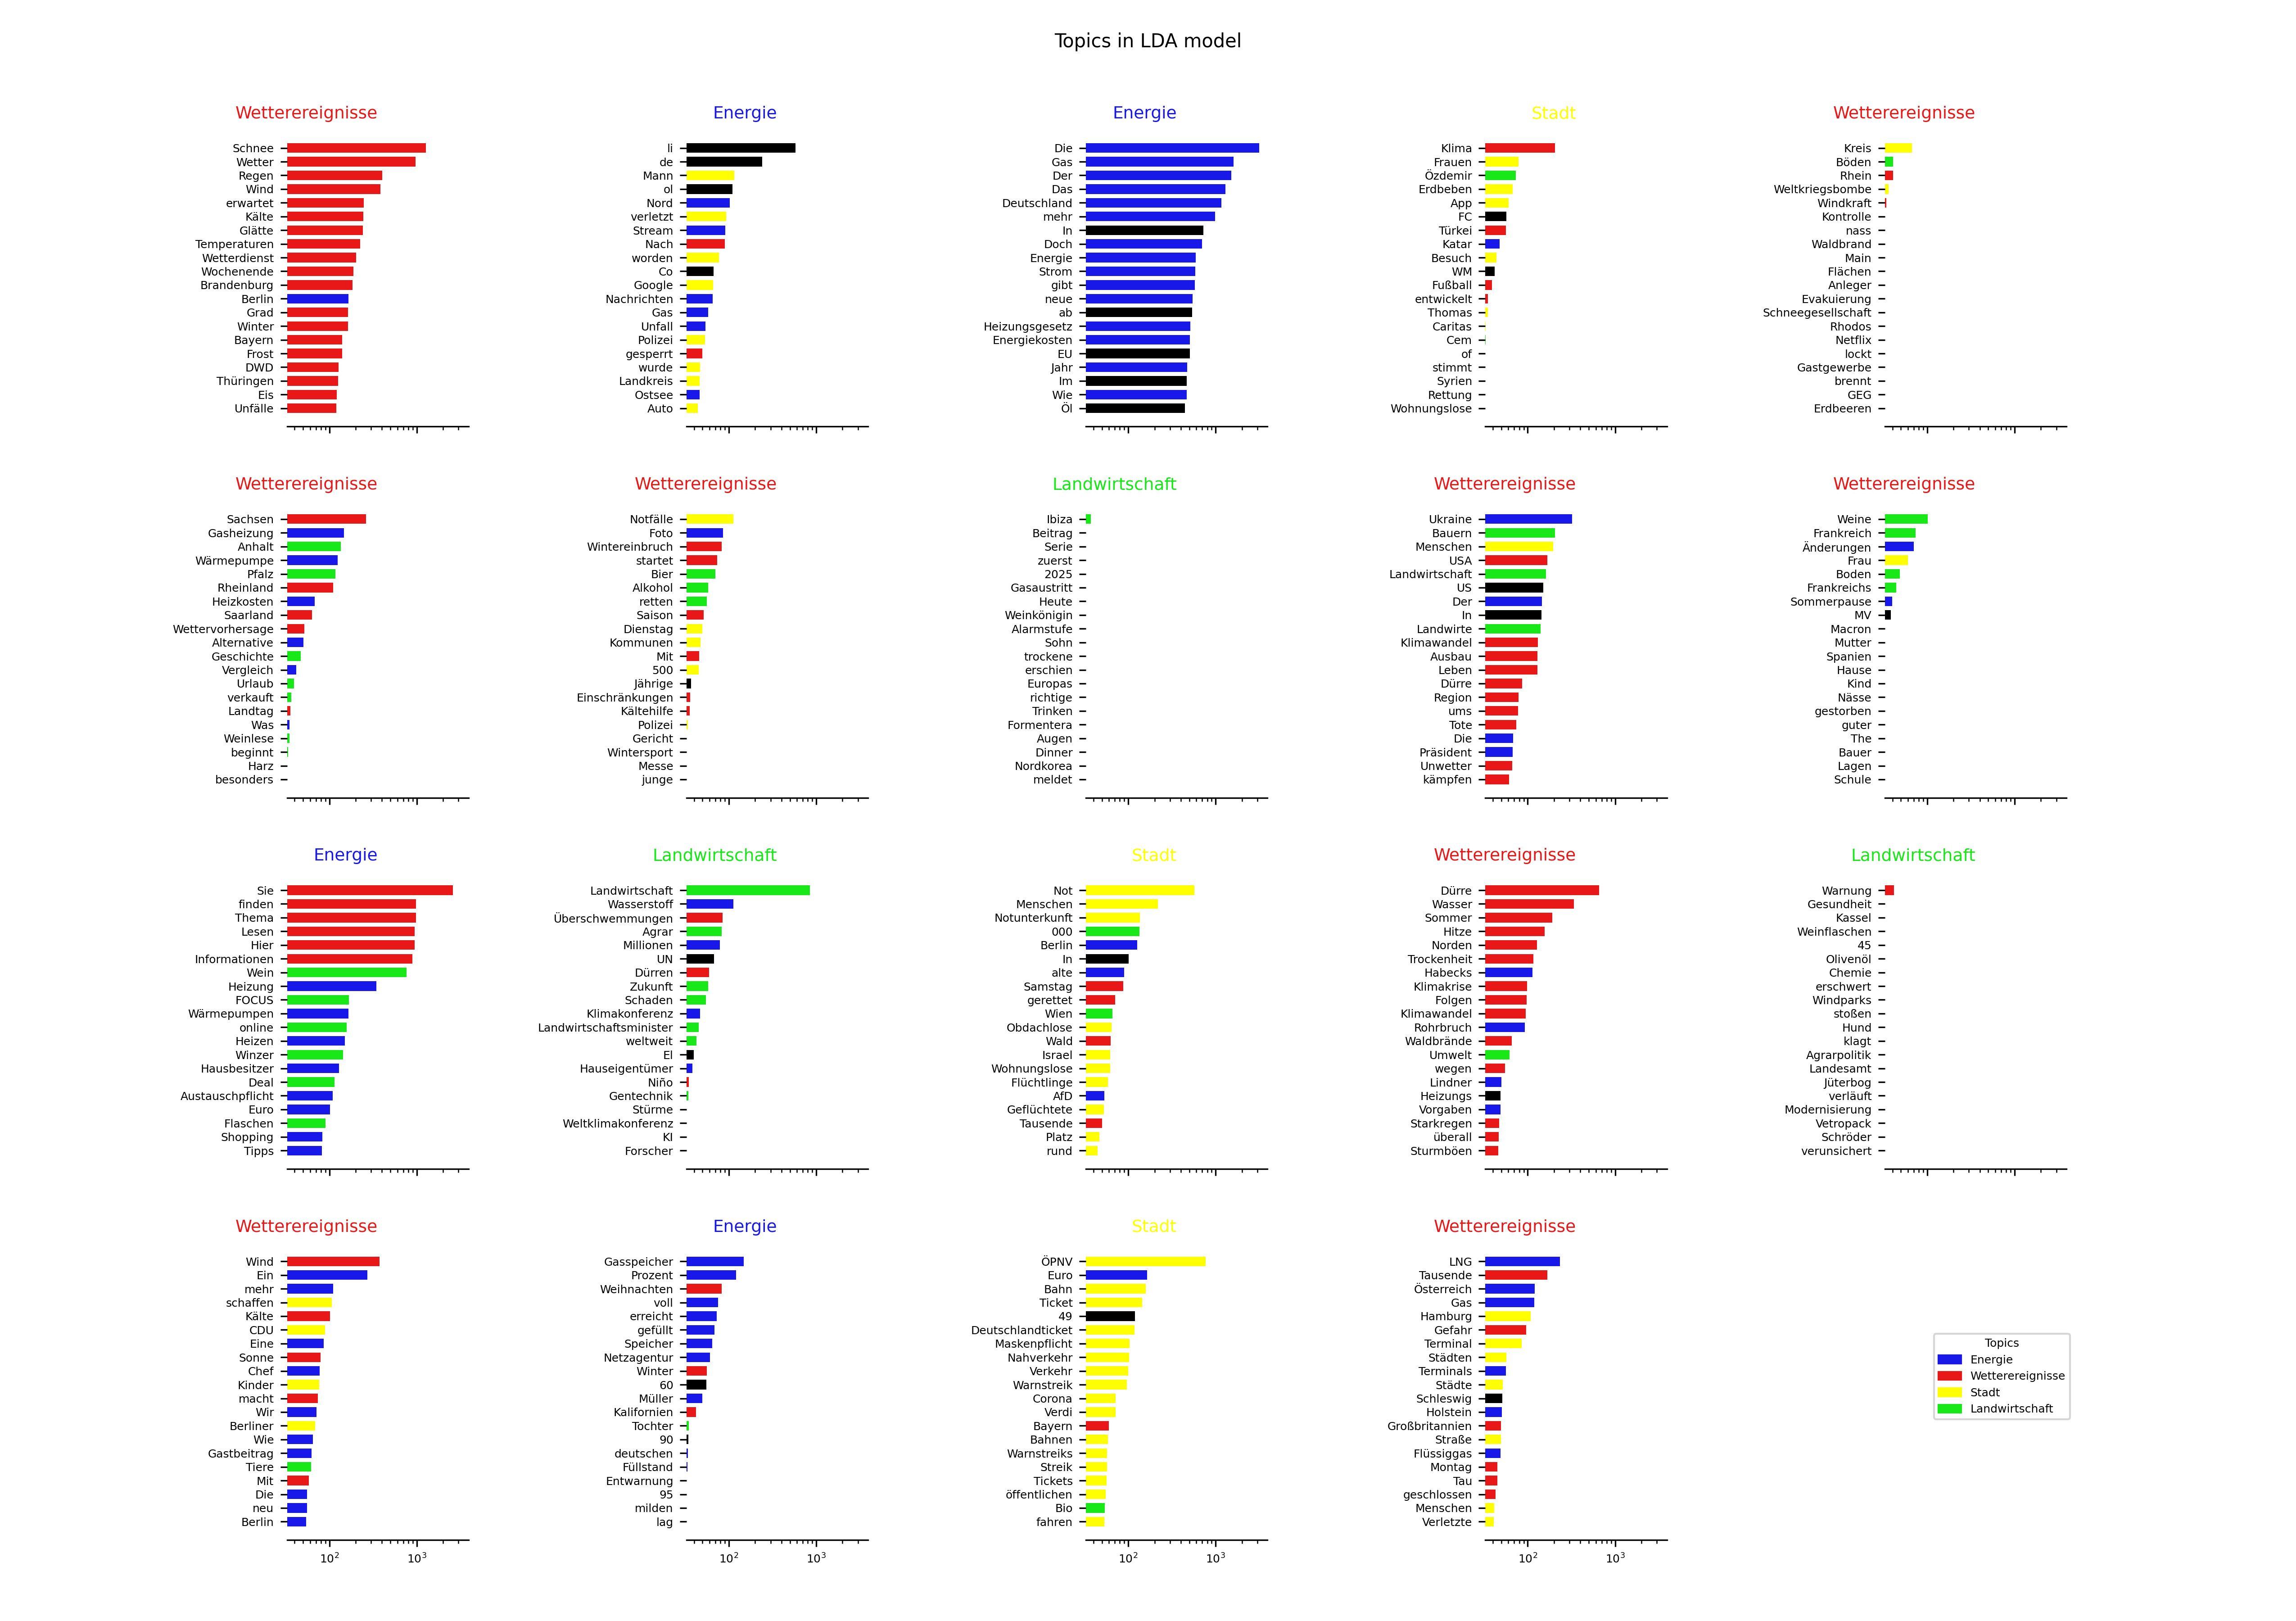 Topics in LDA model
Wetterereignisse
Schnee
Wetter
Regen
Wind
erwartet
Kälte
Glätte
Temperaturen
Wetterdienst
Wochenende
Brandenburg
Berlin
Grad
Winter
Bayern
Frost
DWD
Thüringen
Eis
Unfälle
Energie
li
de
Mann
ol
Nord
verletzt
Stream
Nach
worden
Co
Google
Nachrichten
Gas
Unfall
Polizei
gesperrt
wurde
Landkreis
Ostsee
Auto
Energie
Die
Gas
Der
Das
Deutschland
mehr
In
Doch
Energie
Strom
gibt
neue
ab
Heizungsgesetz
Energiekosten
EU
Jahr
Im
Wie
Öl
Stadt
Klima
Frauen
Özdemir
Erdbeben
App
FC
Türkei
Katar
Besuch
WM
Fußball
entwickelt
Thomas
Caritas
Cem
of
stimmt
Syrien
Rettung
Wohnungslose
Wetterereignisse
Kreis
Böden
Rhein
Weltkriegsbombe
Windkraft
Kontrolle
nass
Waldbrand
Main
Flächen
Anleger
Evakuierung
Schneegesellschaft
Rhodos
Netflix
lockt
Gastgewerbe
brennt
GEG
Erdbeeren
Wetterereignisse
Sachsen
Gasheizung
Anhalt
Wärmepumpe
Pfalz
Rheinland
Heizkosten
Saarland
Wettervorhersage
Alternative
Geschichte
Vergleich
Urlaub
verkauft
Landtag
Was
Weinlese
beginnt
Harz
besonders
Wetterereignisse
Notfälle
Foto
Wintereinbruch
startet
Bier
Alkohol
retten
Saison
Dienstag
Kommunen
Mit
500
Jährige
Einschränkungen
Kältehilfe
Polizei
Gericht
Wintersport
Messe
junge
Landwirtschaft
Ibiza
Beitrag
Serie
zuerst
2025
Gasaustritt
Heute
Weinkönigin
Alarmstufe
Sohn
trockene
erschien
Europas
richtige
Trinken
Formentera
Augen
Dinner
Nordkorea
meldet
Wetterereignisse
Ukraine
Bauern
Menschen
USA
Landwirtschaft
US
Der
In
Landwirte
Klimawandel
Ausbau
Leben
Dürre
Region
ums
Tote
Die
Präsident
Unwetter
kämpfen
Wetterereignisse
Weine
Frankreich
Änderungen
Frau
Boden
Frankreichs
Sommerpause
MV
Macron
Mutter
Spanien
Hause
Kind
Nässe
gestorben
guter
The
Bauer
Lagen
Schule
Energie
Sie
finden
Thema
Lesen
Hier
Informationen
Wein
Heizung
FOCUS
Wärmepumpen
online
Heizen
Winzer
Hausbesitzer
Deal
Austauschpflicht
Euro
Flaschen
Shopping
Tipps
Landwirtschaft
Landwirtschaft
Wasserstoff
Überschwemmungen
Agrar
Millionen
UN
Dürren
Zukunft
Schaden
Klimakonferenz
Landwirtschaftsminister
weltweit
El
Hauseigentümer
Niño
Gentechnik
Stürme
Weltklimakonferenz
KI
Forscher
Stadt
Not
Menschen
Notunterkunft
000
Berlin
In
alte
Samstag
gerettet
Wien
Obdachlose
Wald
Israel
Wohnungslose
Flüchtlinge
AfD
Geflüchtete
Tausende
Platz
rund
Wetterereignisse
Dürre
Wasser
Sommer
Hitze
Norden
Trockenheit
Habecks
Klimakrise
Folgen
Klimawandel
Rohrbruch
Waldbrände
Umwelt
wegen
Lindner
Heizungs
Vorgaben
Starkregen
überall
Sturmböen
Landwirtschaft
Warnung
Gesundheit
Kassel
Weinflaschen
45
Olivenöl
Chemie
erschwert
Windparks
stoßen
Hund
klagt
Agrarpolitik
Landesamt
Jüterbog
verläuft
Modernisierung
Vetropack
Schröder
verunsichert
Wetterereignisse
Wind
Ein
mehr
schaffen
Kälte
CDU
Eine
Sonne
Chef
Kinder
macht
Wir
Berliner
Wie
Gastbeitrag
Tiere
Mit
Die
neu
Berlin
10² 10³
Energie
Gasspeicher
Prozent
Weihnachten
voll
erreicht
gefüllt
Speicher
Netzagentur
Winter
60
Müller
Kalifornien
Tochter
90
deutschen
Füllstand
Entwarnung
95
milden
lag
10² 10³
Stadt
ÖPNV
Euro
Bahn
Ticket
49
Deutschlandticket
Maskenpflicht
Nahverkehr
Verkehr
Warnstreik
Corona
Verdi
Bayern
Bahnen
Warnstreiks
Streik
Tickets
öffentlichen
Bio
fahren
10² 10³
Wetterereignisse
LNG
Tausende
Österreich
Gas
Hamburg
Gefahr
Terminal
Städten
Terminals
Städte
Schleswig
Holstein
Großbritannien
Straße
Flüssiggas
Montag
Tau
geschlossen
Menschen
Verletzte
10² 10³
Topics
Energie
Wetterereignisse
Stadt
Landwirtschaft